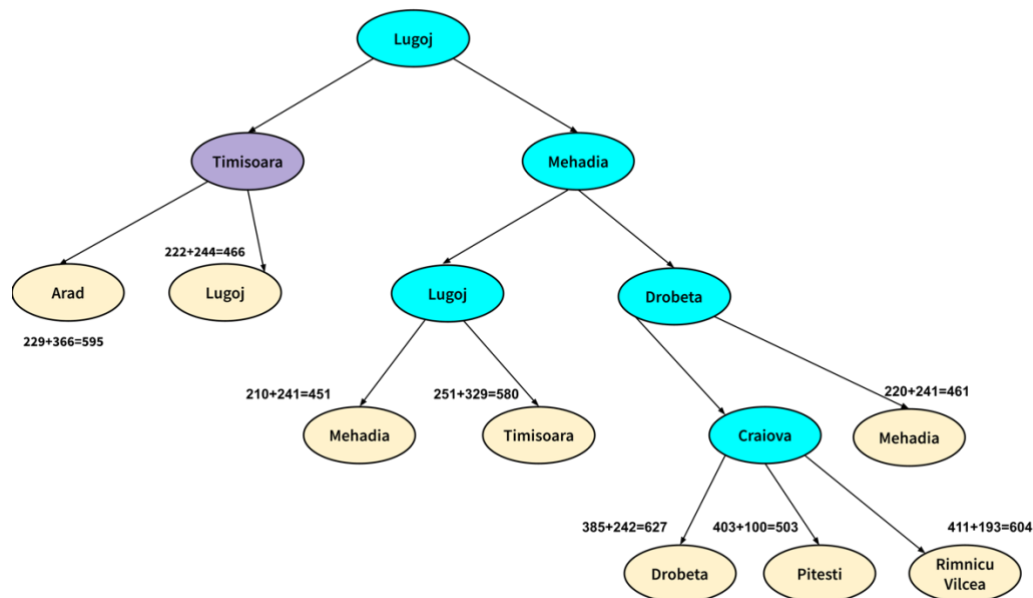 Lugoj
Timisoara
Mehadia
222+244=466
Arad
Lugoj
Lugoj
Drobeta
229+366=595
210+241=451
251+329=580
220+241=461
Mehadia
Timisoara
Craiova
Mehadia
385+242=627
403+100=503
411+193=604
Drobeta
Pitesti
Rimnicu
Vilcea